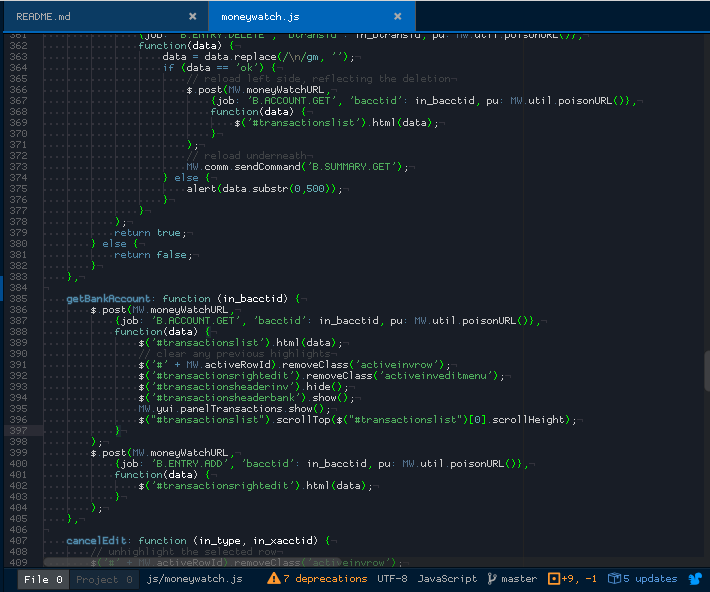 README.md × moneywatch.js ×
361 {job: 'B.ENTRY.DELETE', 'btransid': in_btransid, pu: MW.util.poisonURL()},
362 function(data) {
363 data = data.replace(/\n/gm, '');
364 if (data == 'ok') {
365 // reload left side, reflecting the deletion
366 $.post(MW.moneyWatchURL,
367 {job: 'B.ACCOUNT.GET', 'bacctid': in_bacctid, pu: MW.util.poisonURL()},
368 function(data) {
369 $('#transactionslist').html(data);
370 }
371 );
372 // reload underneath
373 MW.comm.sendCommand('B.SUMMARY.GET');
374 } else {
375 alert(data.substr(0,500));
376 }
377 }
378 );
379 return true;
380 } else {
381 return false;
382 }
383 },
384
385 getBankAccount: function (in_bacctid) {
386 $.post(MW.moneyWatchURL,
387 {job: 'B.ACCOUNT.GET', 'bacctid': in_bacctid, pu: MW.util.poisonURL()},
388 function(data) {
389 $('#transactionslist').html(data);
390 // clear any previous highlights
391 $('#' + MW.activeRowId).removeClass('activeinvrow');
392 $('#transactionsrightedit').removeClass('activeinveditmenu');
393 $('#transactionsheaderinv').hide();
394 $('#transactionsheaderbank').show();
395 MW.yui.panelTransactions.show();
396 $("#transactionslist").scrollTop($("#transactionslist")[0].scrollHeight);
397 }
398 );
399 $.post(MW.moneyWatchURL,
400 {job: 'B.ENTRY.ADD', 'bacctid': in_bacctid, pu: MW.util.poisonURL()},
401 function(data) {
402 $('#transactionsrightedit').html(data);
403 }
404 );
405 },
406
407 cancelEdit: function (in_type, in_xacctid) {
408 // unhighlight the selected row
409 $('#' + MW.activeRowId).removeClass('activeinvrow');
File 0 Project 0 js/moneywatch.js 7 deprecations UTF-8 JavaScript master +9, -1 5 updates